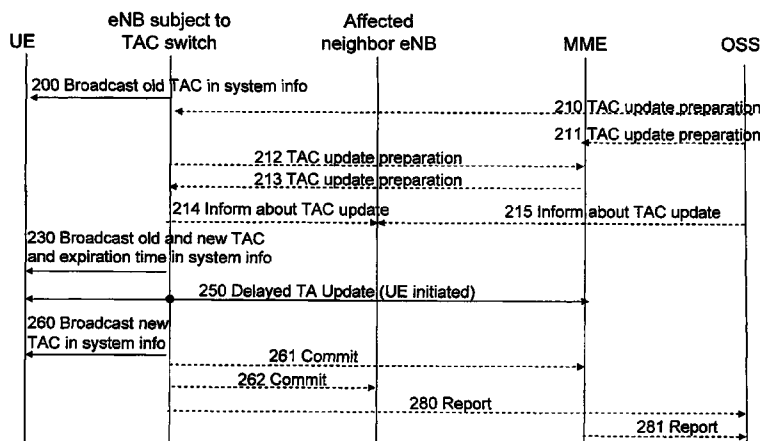 UE
eNB subject to
TAC switch
Affected
neighbor eNB
MME
OSS
200 Broadcast old TAC in system info
210 TAC update preparation
211 TAC update preparation
212 TAC update preparation
213 TAC update preparation
214 Inform about TAC update
215 Inform about TAC update
230 Broadcast old and new TAC
and expiration time in system info
250 Delayed TA Update (UE initiated)
260 Broadcast new
TAC in system info
261 Commit
262 Commit
280 Report
281 Report